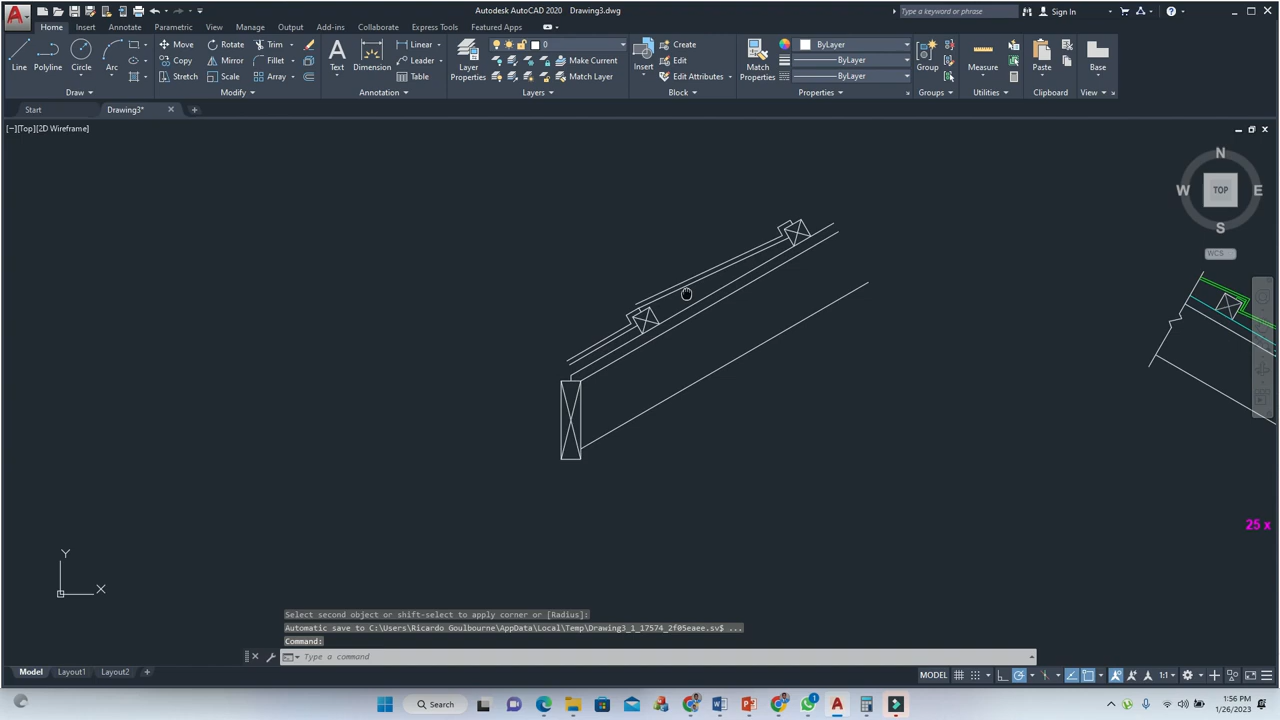 Autodesk AutoCAD 2020 Drawing3.dwg
Type a keyword or phrase
Sign In
Home Insert Annotate Parametric View Manage Output Add-ins Collaborate Express Tools Featured Apps
Line Polyline Circle Arc
Move Rotate Trim
Copy Mirror Fillet
Stretch Scale Array
Text Dimension
Linear
Leader
Table
Layer Properties
0
Make Current
Match Layer
Insert
Create
Edit
Edit Attributes
Match Properties
ByLayer
ByLayer
ByLayer
Group
Measure
Paste
Base
Draw Modify Annotation Layers Block Properties Groups Utilities Clipboard View
Start Drawing3*
[−][Top][2D Wireframe]
N
W TOP E
S
WCS
25 x
Y
X
Select second object or shift-select to apply corner or [Radius]:
Automatic save to C:\Users\Ricardo Goulbourne\AppData\Local\Temp\Drawing3_1_17574_2f05eaee.sv$ ...
Command:
Type a command
Model Layout1 Layout2
MODEL
1:1
Search
1
1:56 PM
1/26/2023